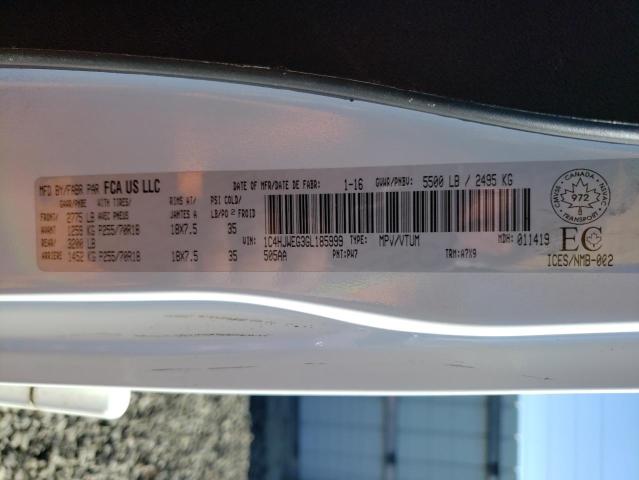 MFD BY/FABR PAR FCA US LLC
DATE OF MFR/DATE DE FABR: 1-16 GVWR/PNBV: 5500 LB / 2495 KG
GAWR/PNBE WITH TIRES/ RIMS AT/ PSI COLD/
FRONT/ 2775 LB AVEC PNEUS JANTES A LB/PO2 FROID
AVANT 1259 KG P255/70R18 18X7.5 35
REAR/ 3200 LB
ARRIERE 1452 KG P255/70R18 18X7.5 35
VIN: 1C4HJWEG3GL185999 TYPE: MPV/VTUM MDH: 011419
505AA PNT:PW7 TRM:A7X9
CMVSS - CANADA - NSVAC
972
TRANSPORT
EC
ICES/NMB-002